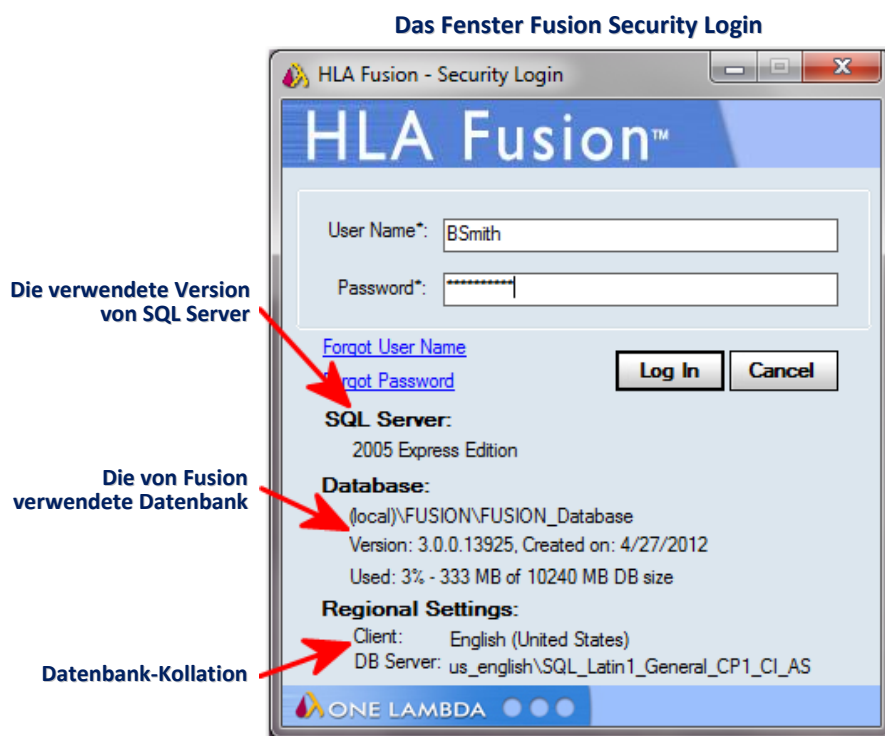 Das Fenster Fusion Security Login
HLA Fusion - Security Login
X
HLA Fusion™
User Name*: BSmith
Password*: **********
Die verwendete Version
von SQL Server
Forgot User Name
Forgot Password
Log In Cancel
SQL Server:
2005 Express Edition
Die von Fusion
verwendete Datenbank
Database:
(local)\FUSION\FUSION_Database
Version: 3.0.0.13925, Created on: 4/27/2012
Used: 3% - 333 MB of 10240 MB DB size
Regional Settings:
Client: English (United States)
Datenbank-Kollation
DB Server: us_english\SQL_Latin1_General_CP1_CI_AS
ONE LAMBDA